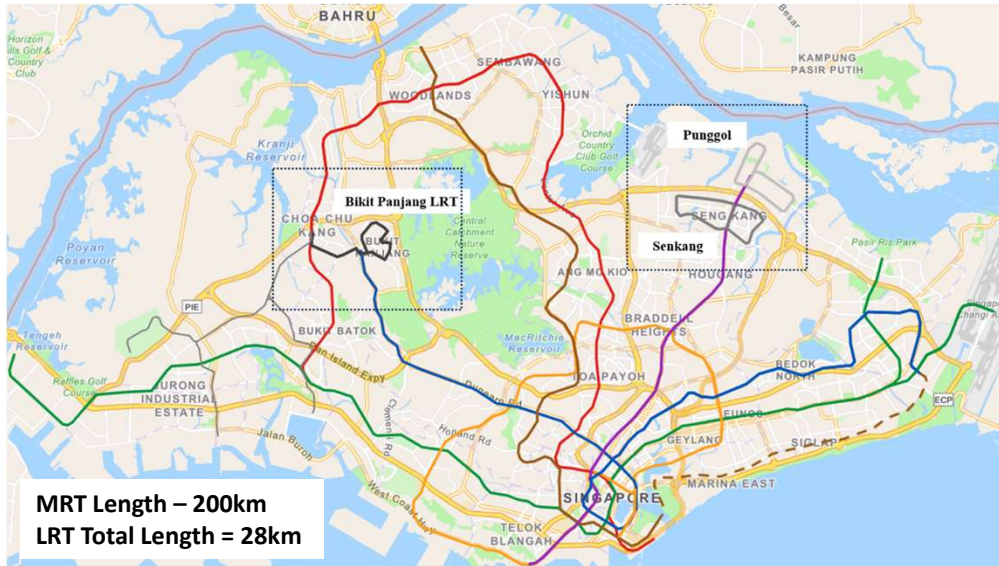 BAHRU
Horizon
Hills Golf &
Country
Club
Besar
KAMPUNG
PASIR PUTIH
SEMBAWANG
WOODLANDS
YISHUN
Kranji
Reservoir
Orchid
Country
Club Golf
Course
Punggol
Bikit Panjang LRT
CHOA CHU
KANG
BUKIT
PANJANG
Central
Catchment
Nature
Reserve
SENG KANG
Senkang
Poyan
Reservoir
Pasir Ris Park
HOUGANG
ANG MO KIO
PIE
Tengeh
Reservoir
BUKIT BATOK
MacRitchie
Reservoir
BRADDELL
HEIGHTS
Changi
Pan Island Expy
TOA PAYOH
BEDOK
NORTH
Raffles Golf
Course
JURONG
INDUSTRIAL
ESTATE
Dunearn Rd
Clementi Rd
Holland Rd
EUNOS
ECP
GEYLANG
SIGLAP
Jalan Buroh
MARINA EAST
West Coast Hwy
SINGAPORE
TELOK
BLANGAH
MRT Length – 200km
LRT Total Length = 28km